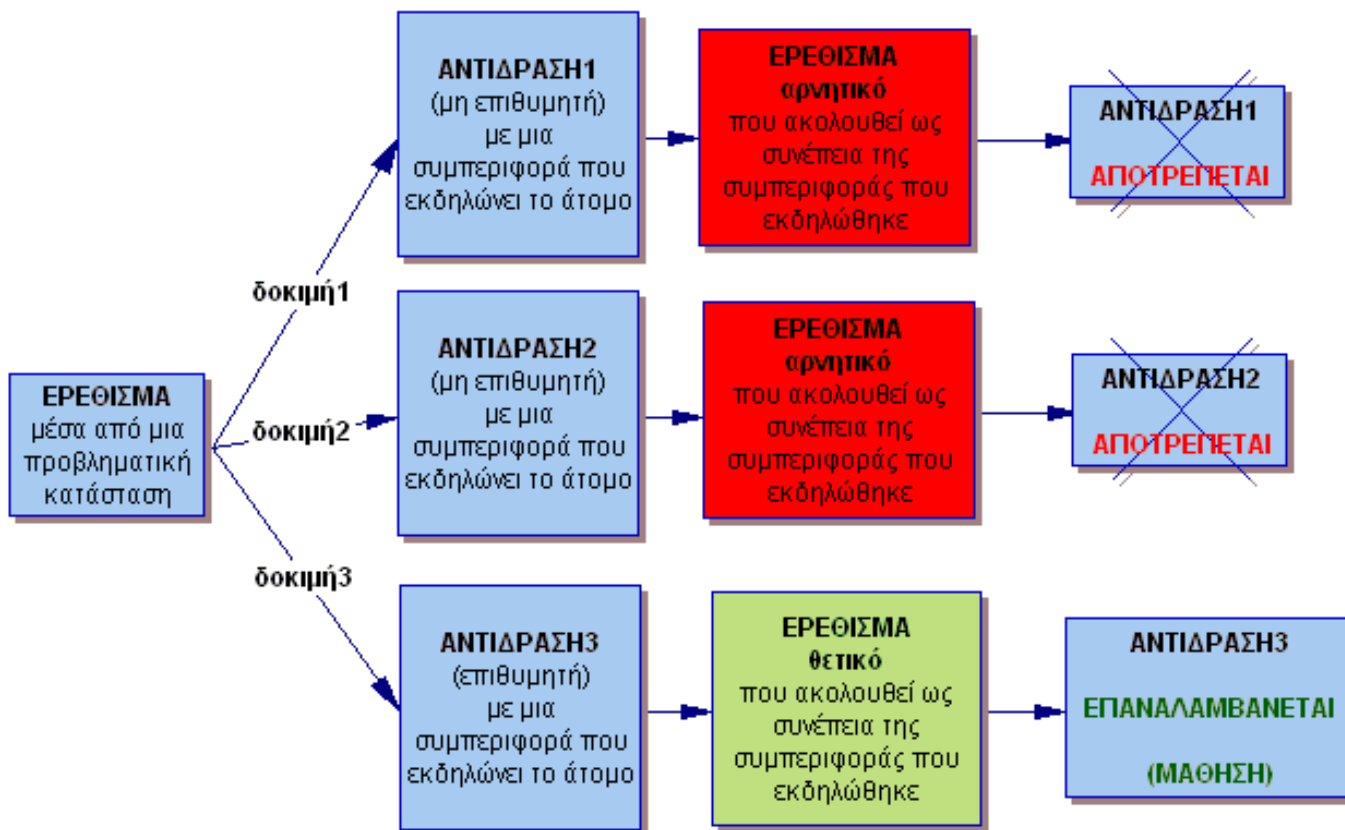 ΕΡΕΘΙΣΜΑ
μέσα από μια
προβληματική
κατάσταση
δοκιμή1
ΑΝΤΙΔΡΑΣΗ1
(μη επιθυμητή)
με μια
συμπεριφορά που
εκδηλώνει το άτομο
ΕΡΕΘΙΣΜΑ
αρνητικό
που ακολουθεί ως
συνέπεια της
συμπεριφοράς που
εκδηλώθηκε
ΑΝΤΙΔΡΑΣΗ1
ΑΠΟΤΡΕΠΕΤΑΙ
δοκιμή2
ΑΝΤΙΔΡΑΣΗ2
(μη επιθυμητή)
με μια
συμπεριφορά που
εκδηλώνει το άτομο
ΕΡΕΘΙΣΜΑ
αρνητικό
που ακολουθεί ως
συνέπεια της
συμπεριφοράς που
εκδηλώθηκε
ΑΝΤΙΔΡΑΣΗ2
ΑΠΟΤΡΕΠΕΤΑΙ
δοκιμή3
ΑΝΤΙΔΡΑΣΗ3
(επιθυμητή)
με μια
συμπεριφορά που
εκδηλώνει το άτομο
ΕΡΕΘΙΣΜΑ
θετικό
που ακολουθεί ως
συνέπεια της
συμπεριφοράς που
εκδηλώθηκε
ΑΝΤΙΔΡΑΣΗ3
ΕΠΑΝΑΛΑΜΒΑΝΕΤΑΙ
(ΜΑΘΗΣΗ)